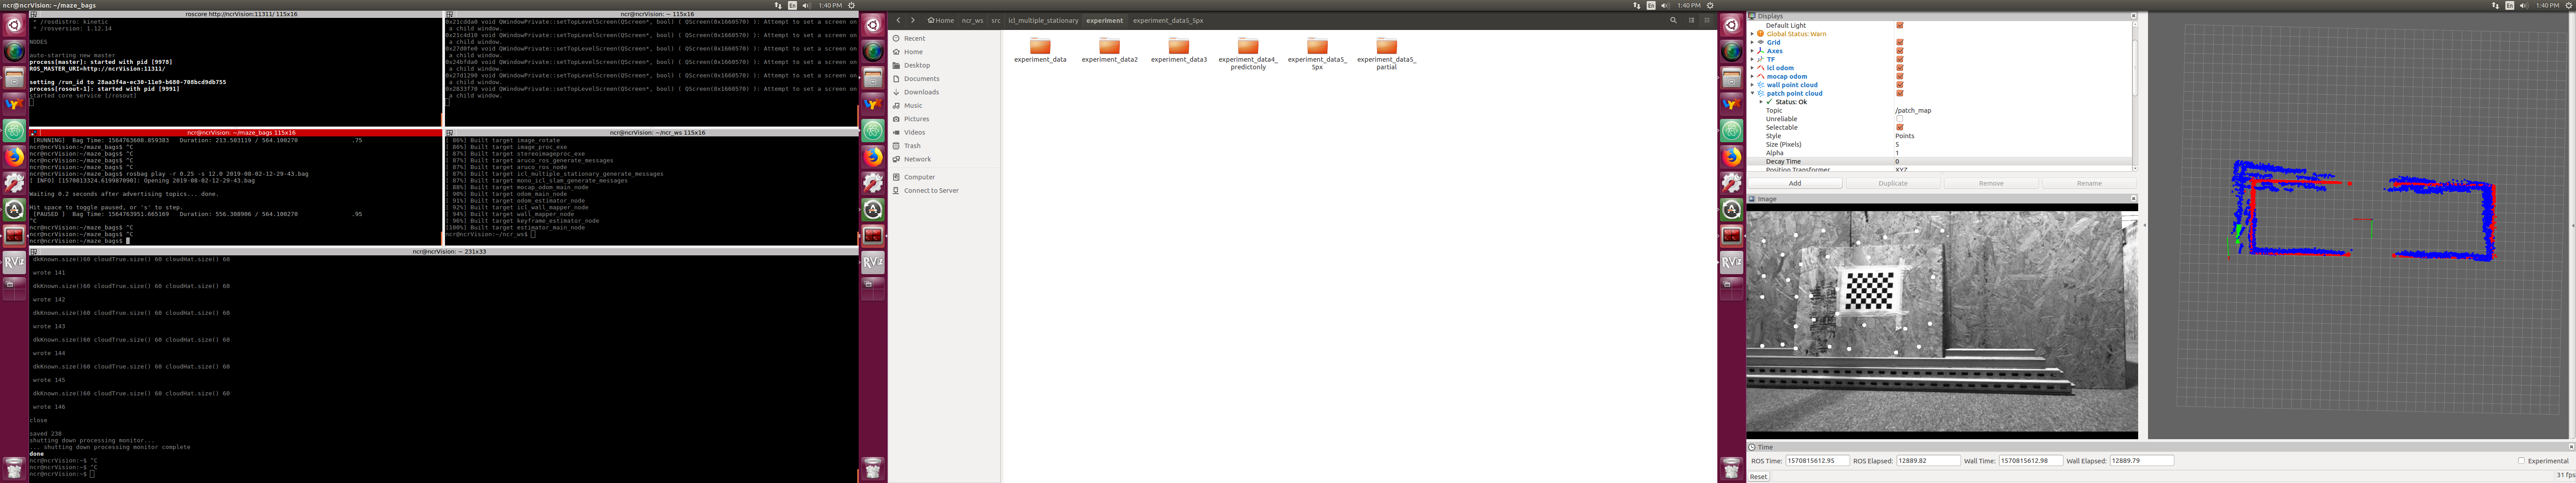 ncr@ncrVision: ~/maze_bags
En
1:40 PM
roscore http://ncrVision:11311/ 115x16
* /rosdistro: kinetic
* /rosversion: 1.12.14
NODES
auto-starting new master
process[master]: started with pid [9978]
ROS_MASTER_URI=http://ncrVision:11311/
setting /run_id to 28aa3f4a-ec30-11e9-b680-708bcd9db755
process[rosout-1]: started with pid [9991]
started core service [/rosout]
ncr@ncrVision: ~ 115x16
0x21cdda0 void QWindowPrivate::setTopLevelScreen(QScreen*, bool) ( QScreen(0x1660570) ): Attempt to set a screen on
a child window.
0x21c4d10 void QWindowPrivate::setTopLevelScreen(QScreen*, bool) ( QScreen(0x1660570) ): Attempt to set a screen on
a child window.
0x27d0fe0 void QWindowPrivate::setTopLevelScreen(QScreen*, bool) ( QScreen(0x1660570) ): Attempt to set a screen on
a child window.
0x24bfda0 void QWindowPrivate::setTopLevelScreen(QScreen*, bool) ( QScreen(0x1660570) ): Attempt to set a screen on
a child window.
0x27d1290 void QWindowPrivate::setTopLevelScreen(QScreen*, bool) ( QScreen(0x1660570) ): Attempt to set a screen on
a child window.
0x2833f70 void QWindowPrivate::setTopLevelScreen(QScreen*, bool) ( QScreen(0x1660570) ): Attempt to set a screen on
a child window.
ncr@ncrVision: ~/maze_bags 115x16
[RUNNING] Bag Time: 1564763608.859383 Duration: 213.503119 / 564.100270 .75
ncr@ncrVision:~/maze_bags$ ^C
ncr@ncrVision:~/maze_bags$ ^C
ncr@ncrVision:~/maze_bags$ ^C
ncr@ncrVision:~/maze_bags$ ^C
ncr@ncrVision:~/maze_bags$ rosbag play -r 0.25 -s 12.0 2019-08-02-12-29-43.bag
[ INFO] [1570813324.619987090]: Opening 2019-08-02-12-29-43.bag
Waiting 0.2 seconds after advertising topics... done.
Hit space to toggle paused, or 's' to step.
[PAUSED ] Bag Time: 1564763951.665169 Duration: 556.308906 / 564.100270 .95
^C
ncr@ncrVision:~/maze_bags$ ^C
ncr@ncrVision:~/maze_bags$ ^C
ncr@ncrVision:~/maze_bags$
ncr@ncrVision: ~/ncr_ws 115x16
[ 86%] Built target image_rotate
[ 86%] Built target image_proc_exe
[ 87%] Built target stereoimageproc_exe
[ 87%] Built target aruco_ros_generate_messages
[ 87%] Built target aruco_ros_node
[ 87%] Built target icl_multiple_stationary_generate_messages
[ 87%] Built target mono_icl_slam_generate_messages
[ 88%] Built target mocap_odom_main_node
[ 90%] Built target odom_main_node
[ 91%] Built target odom_estimator_node
[ 92%] Built target icl_wall_mapper_node
[ 94%] Built target wall_mapper_node
[ 96%] Built target keyframe_estimator_node
[100%] Built target estimator_main_node
ncr@ncrVision:~/ncr_ws$
ncr@ncrVision: ~ 231x33
dkKnown.size()60 cloudTrue.size() 60 cloudHat.size() 60
wrote 141
dkKnown.size()60 cloudTrue.size() 60 cloudHat.size() 60
wrote 142
dkKnown.size()60 cloudTrue.size() 60 cloudHat.size() 60
wrote 143
dkKnown.size()60 cloudTrue.size() 60 cloudHat.size() 60
wrote 144
dkKnown.size()60 cloudTrue.size() 60 cloudHat.size() 60
wrote 145
dkKnown.size()60 cloudTrue.size() 60 cloudHat.size() 60
wrote 146
close
saved 238
shutting down processing monitor...
... shutting down processing monitor complete
done
ncr@ncrVision:~$ ^C
ncr@ncrVision:~$ ^C
ncr@ncrVision:~$
En
1:40 PM
Home
ncr_ws
src
icl_multiple_stationary
experiment
experiment_data5_5px
Recent
Home
Desktop
Documents
Downloads
Music
Pictures
Videos
Trash
Network
Computer
Connect to Server
experiment_data
experiment_data2
experiment_data3
experiment_data4_
predictonly
experiment_data5_
5px
experiment_data5_
partial
En
1:40 PM
Displays
Default Light
Global Status: Warn
Grid
Axes
TF
icl odom
mocap odom
wall point cloud
patch point cloud
Status: Ok
Topic /patch_map
Unreliable
Selectable
Style Points
Size (Pixels) 5
Alpha 1
Decay Time 0
Position Transformer XYZ
Add
Duplicate
Remove
Rename
Image
Time
ROS Time: 1570815612.95 ROS Elapsed: 12889.82 Wall Time: 1570815612.98 Wall Elapsed: 12889.79
Experimental
Reset
31 fps